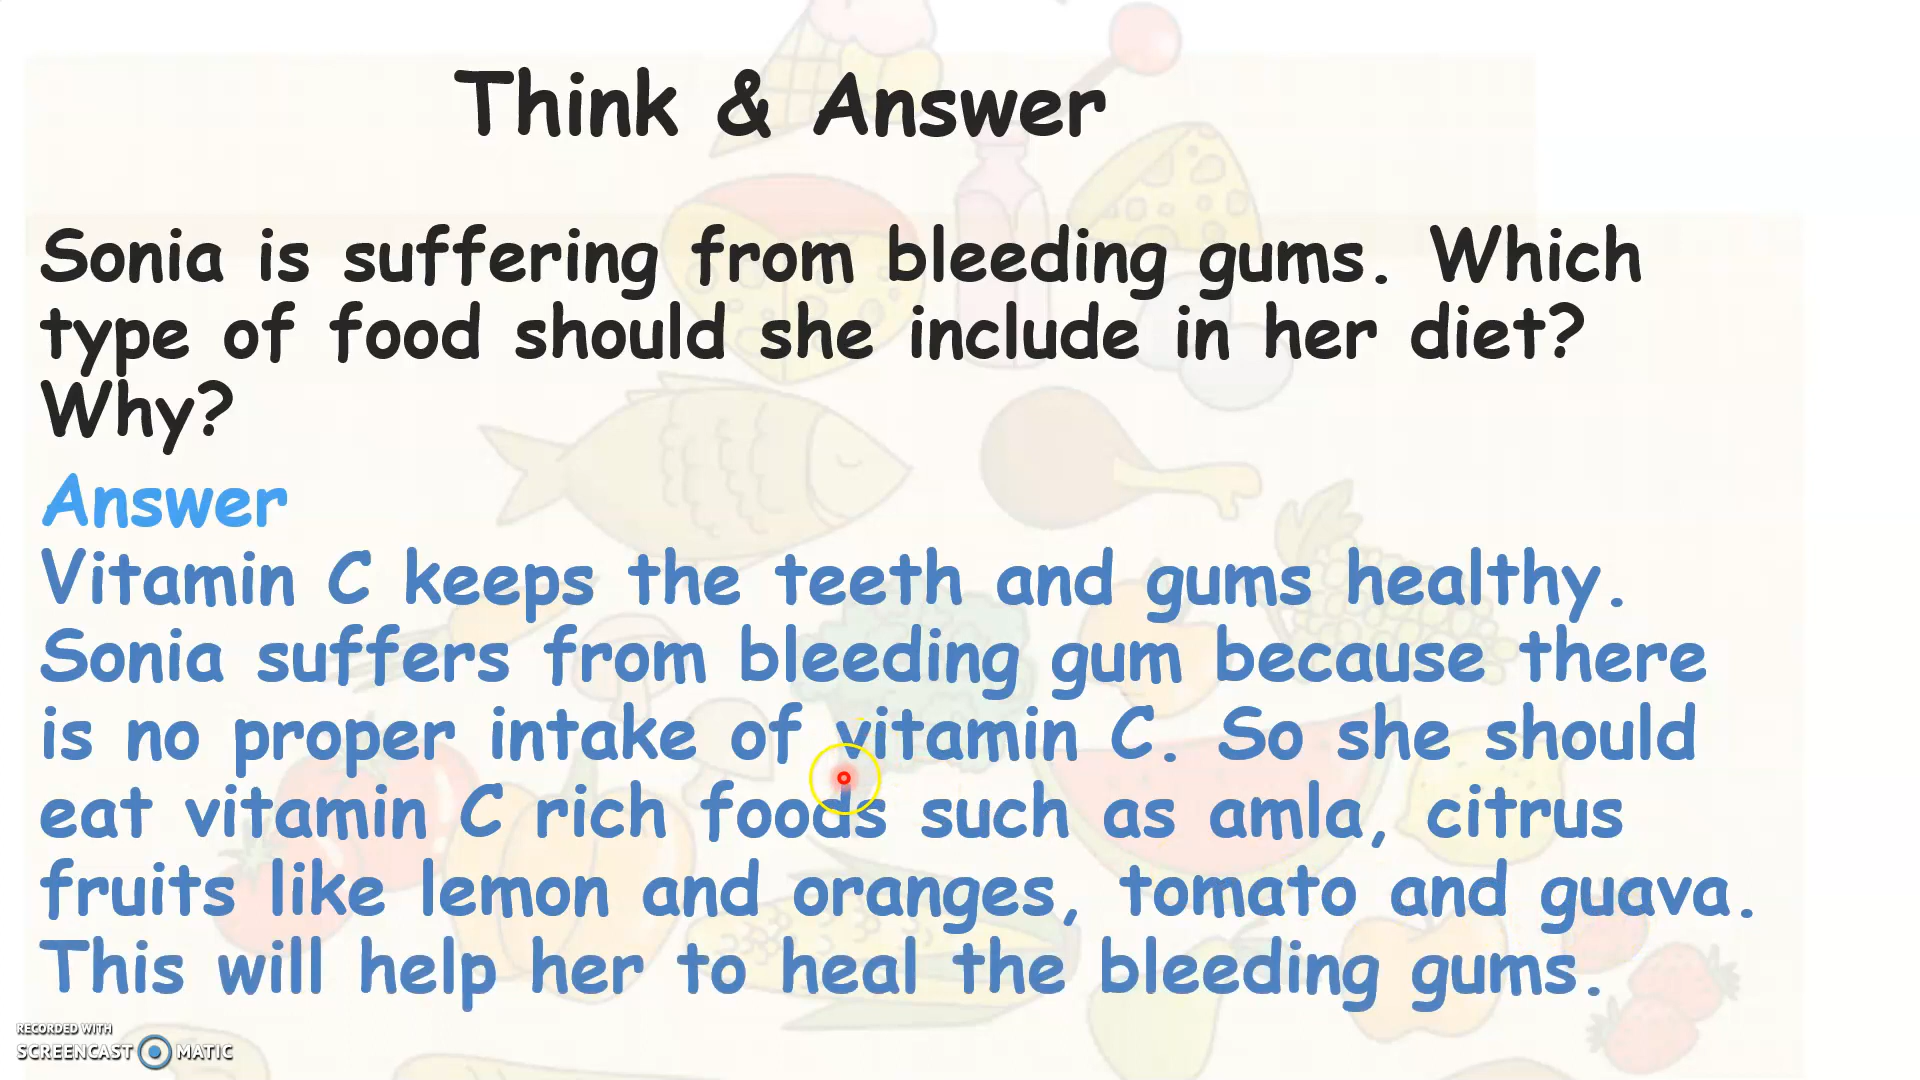 Think & Answer
Sonia is suffering from bleeding gums. Which
type of food should she include in her diet?
Why?
Answer
Vitamin C keeps the teeth and gums healthy.
Sonia suffers from bleeding gum because there
is no proper intake of vitamin C. So she should
eat vitamin C rich foods such as amla, citrus
fruits like lemon and oranges, tomato and guava.
This will help her to heal the bleeding gums.
RECORDED WITH
SCREENCAST MATIC